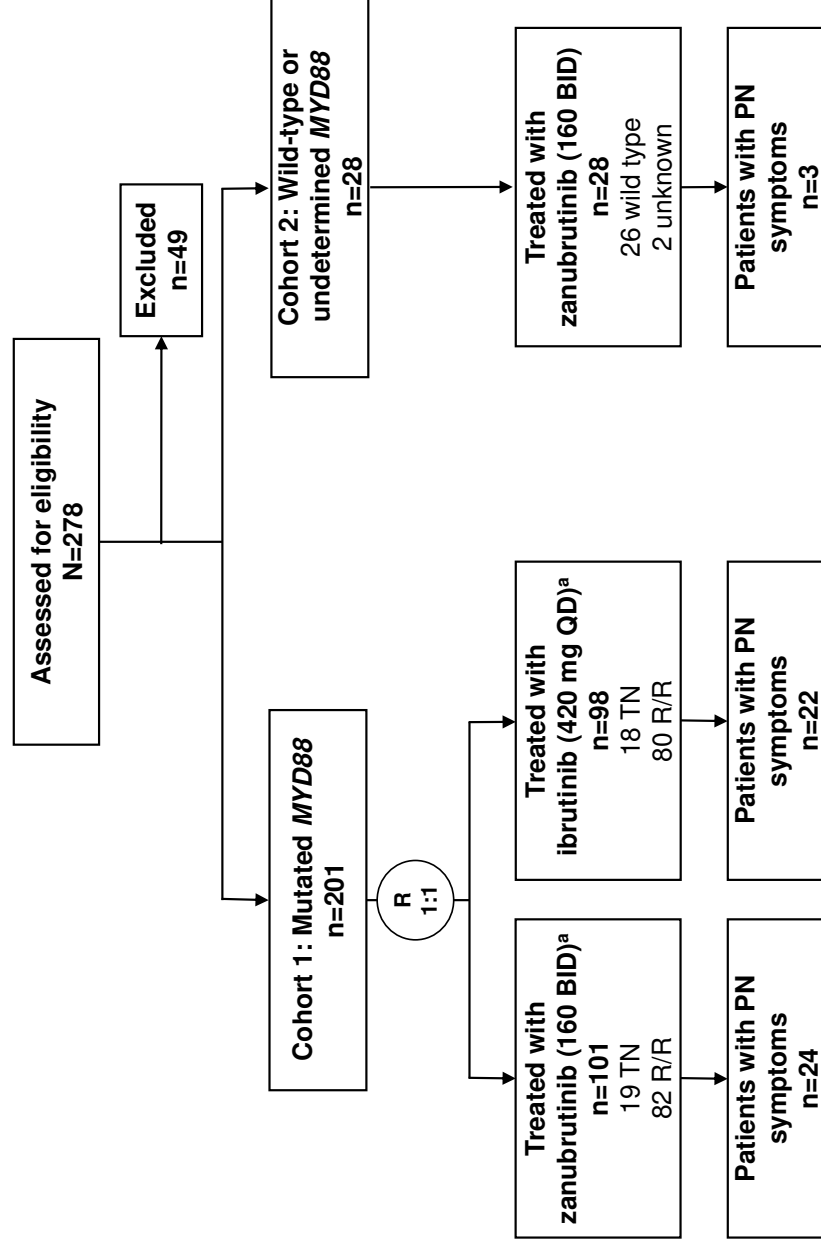 Assessed for eligibility
N=278
Excluded
n=49
Cohort 1: Mutated MYD88
n=201
Cohort 2: Wild-type or
undetermined MYD88
n=28
R
1:1
Treated with
zanubrutinib (160 BID)ᵃ
n=101
19 TN
82 R/R
Treated with
ibrutinib (420 mg QD)ᵃ
n=98
18 TN
80 R/R
Treated with
zanubrutinib (160 BID)
n=28
26 wild type
2 unknown
Patients with PN
symptoms
n=24
Patients with PN
symptoms
n=22
Patients with PN
symptoms
n=3